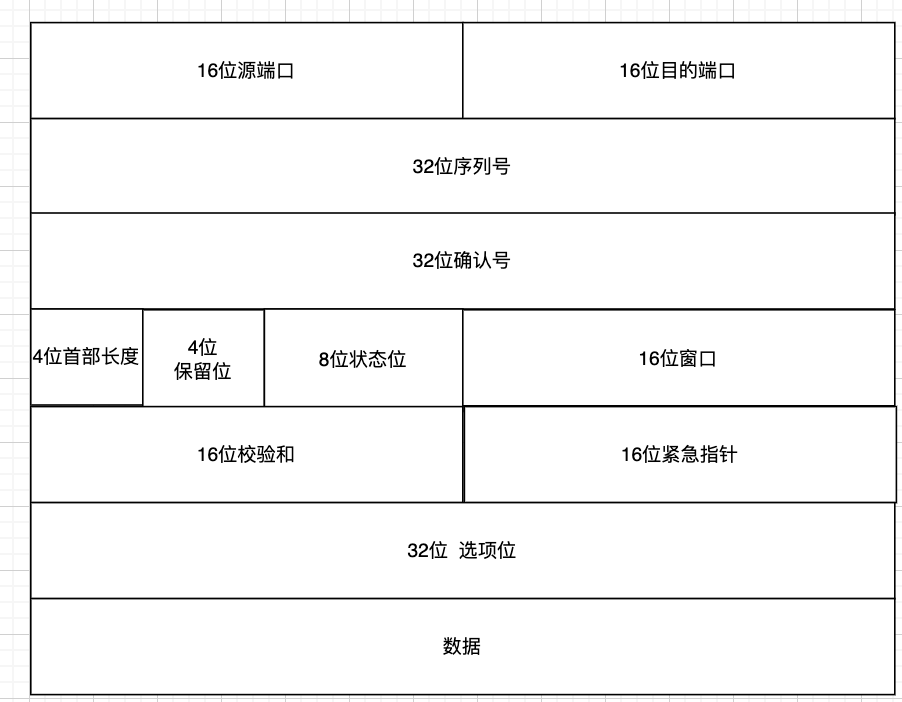 16位源端口
16位目的端口
32位序列号
32位确认号
4位首部长度
4位
保留位
8位状态位
16位窗口
16位校验和
16位紧急指针
32位 选项位
数据